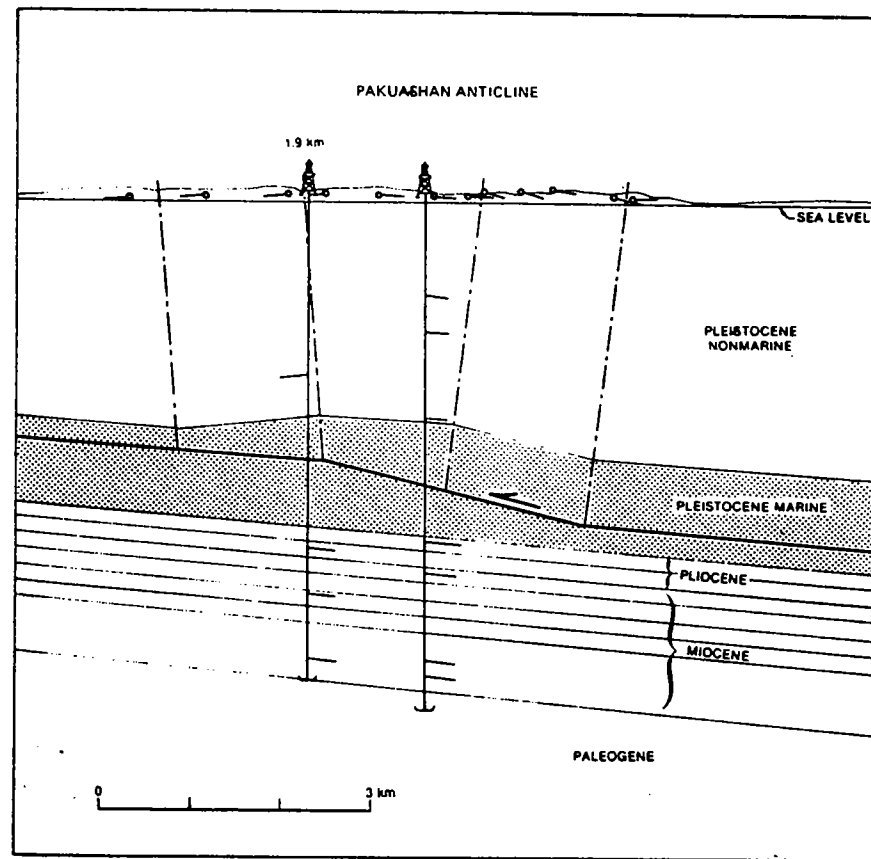 PAKUASHAN ANTICLINE
1.9 km
SEA LEVEL
PLEISTOCENE
NONMARINE
PLEISTOCENE MARINE
PLIOCENE
MIOCENE
PALEOGENE
0
3 km